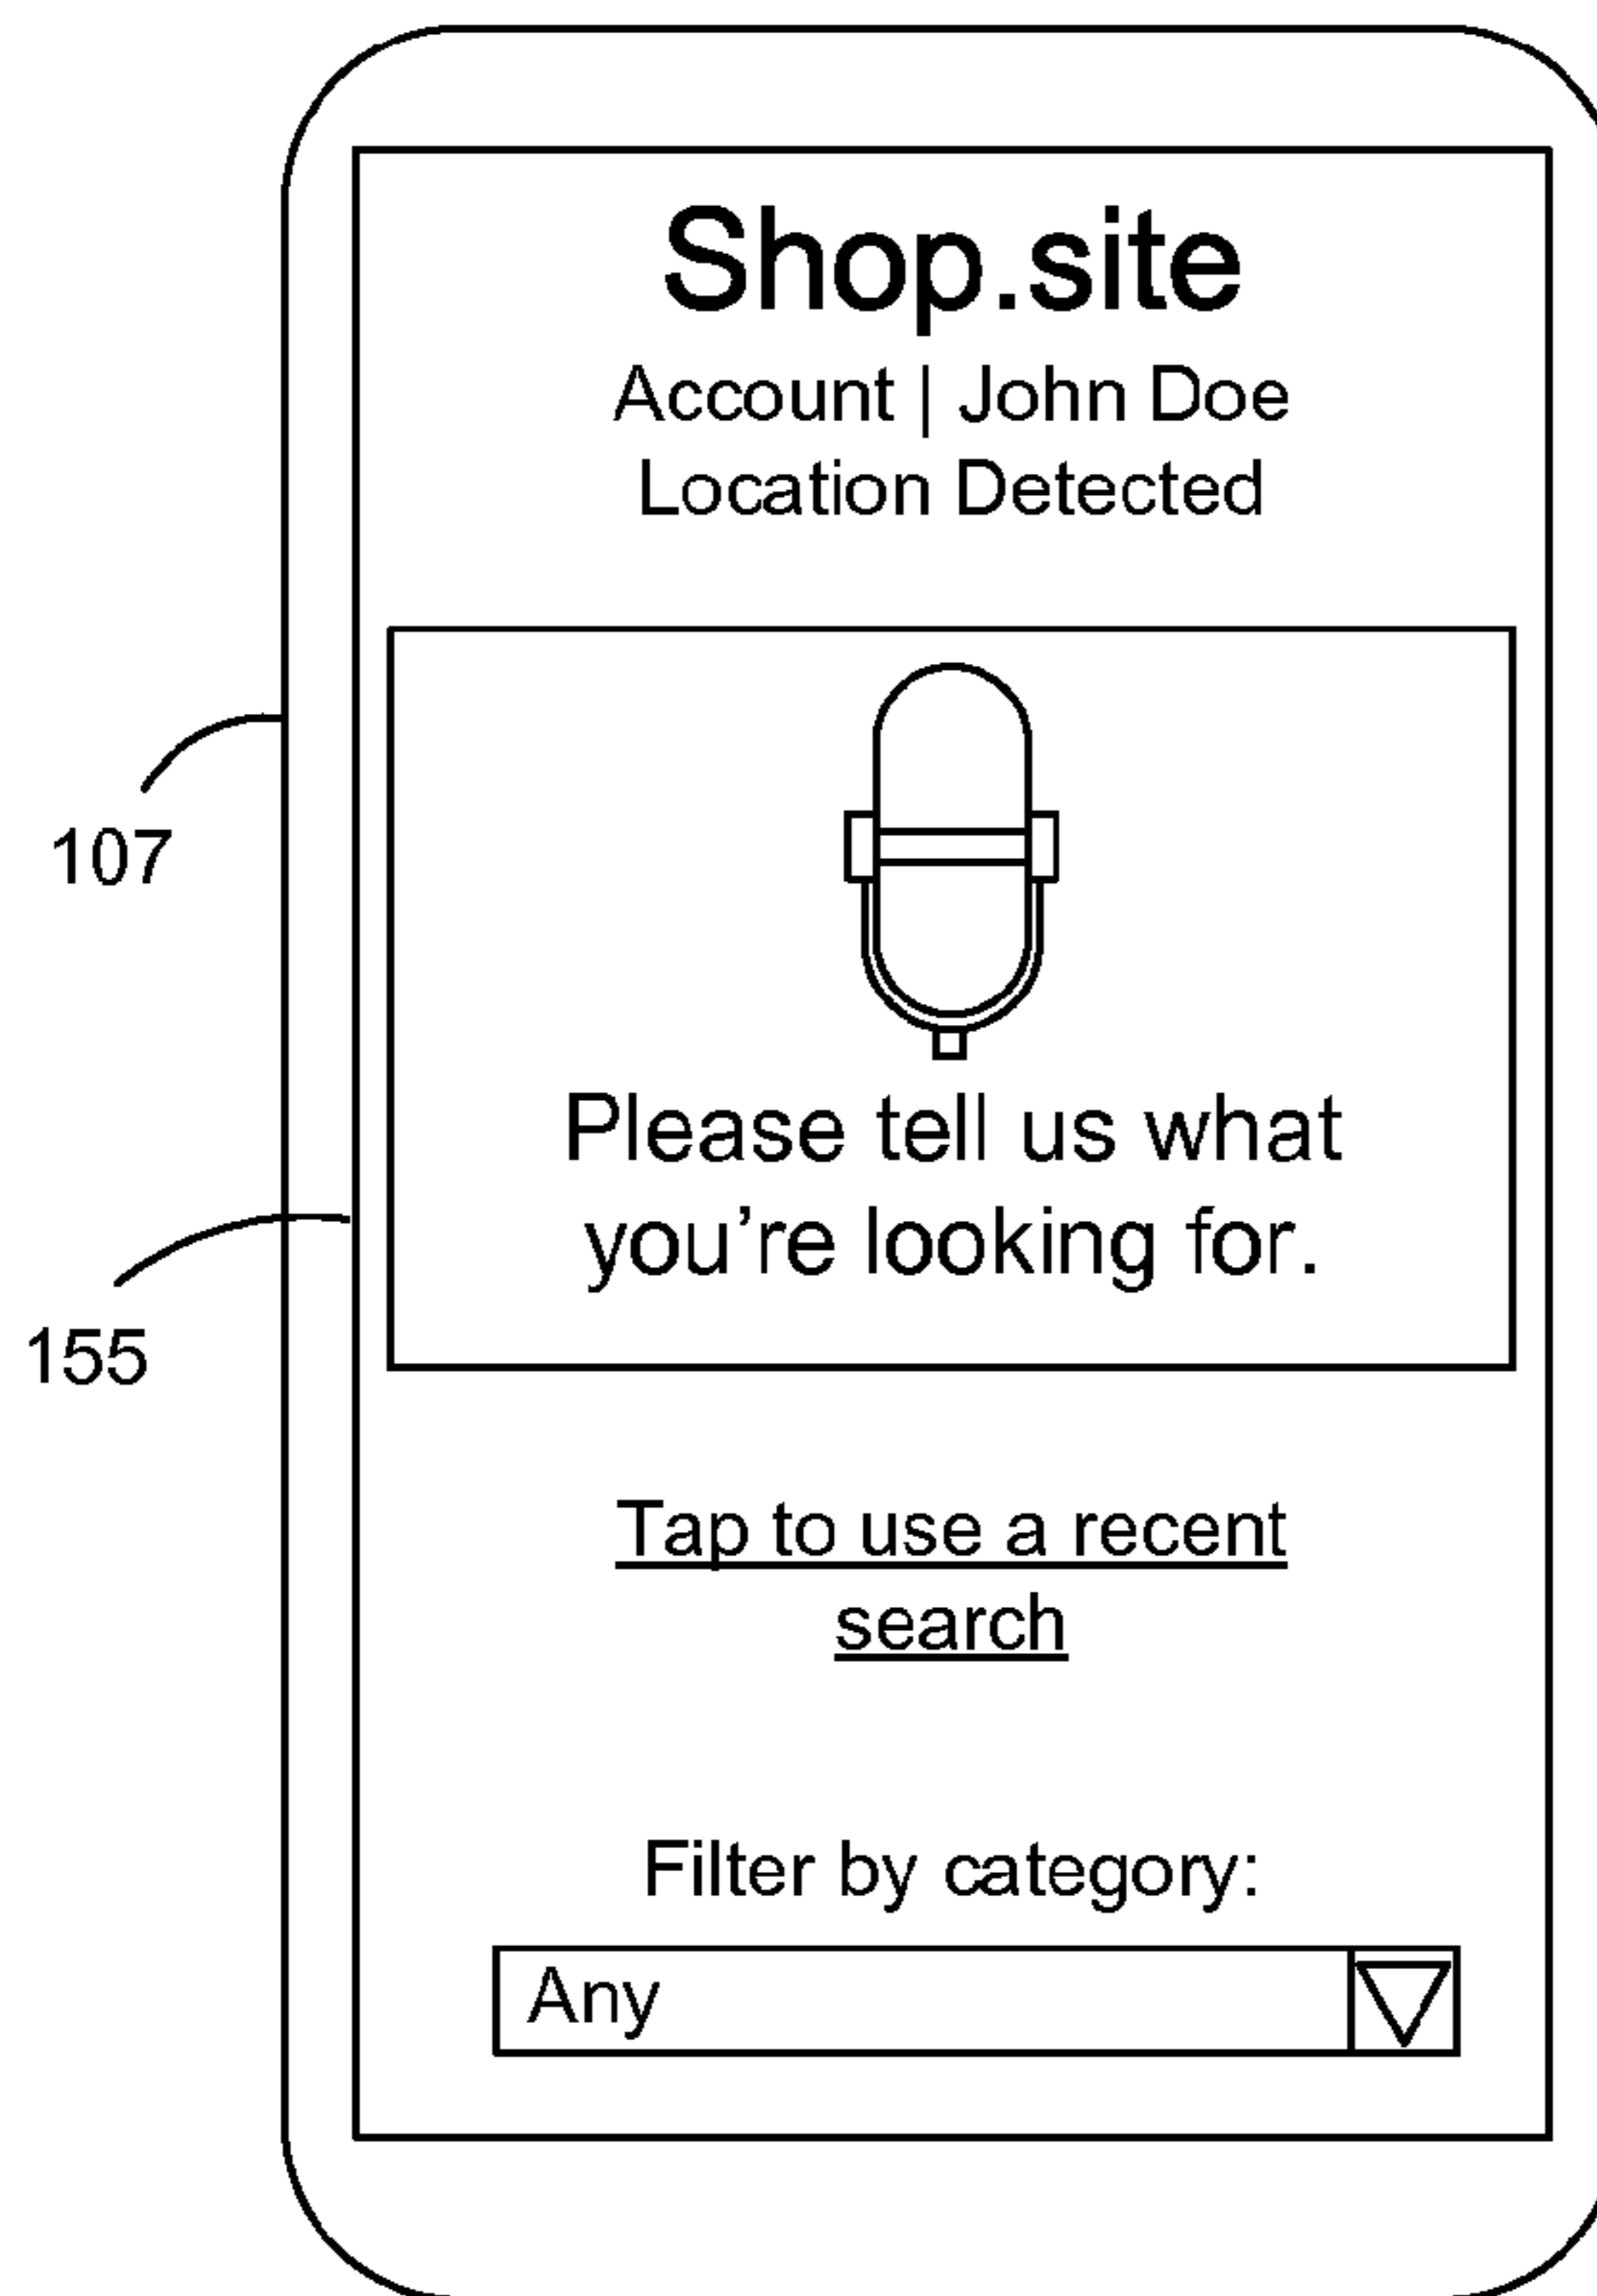 Shop.site
Account | John Doe
Location Detected
107
Please tell us what
you're looking for.
155
Tap to use a recent
search
Filter by category:
Any